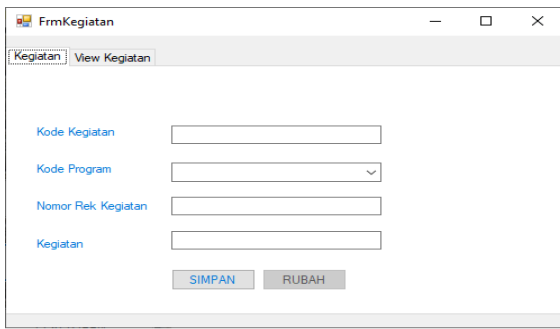 FrmKegiatan
Kegiatan View Kegiatan
Kode Kegiatan
Kode Program
Nomor Rek Kegiatan
Kegiatan
SIMPAN RUBAH